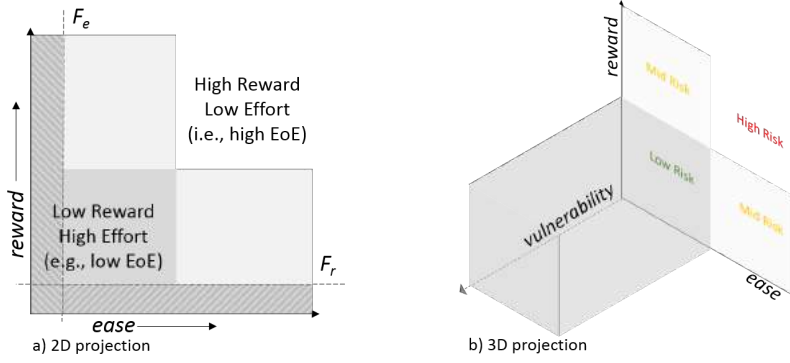 Fe
High Reward
Low Effort
(i.e., high EoE)
reward
Low Reward
High Effort
(e.g., low EoE)
Fr
ease
a) 2D projection
reward
Mid Risk
High Risk
Low Risk
vulnerability
Mid Risk
ease
b) 3D projection